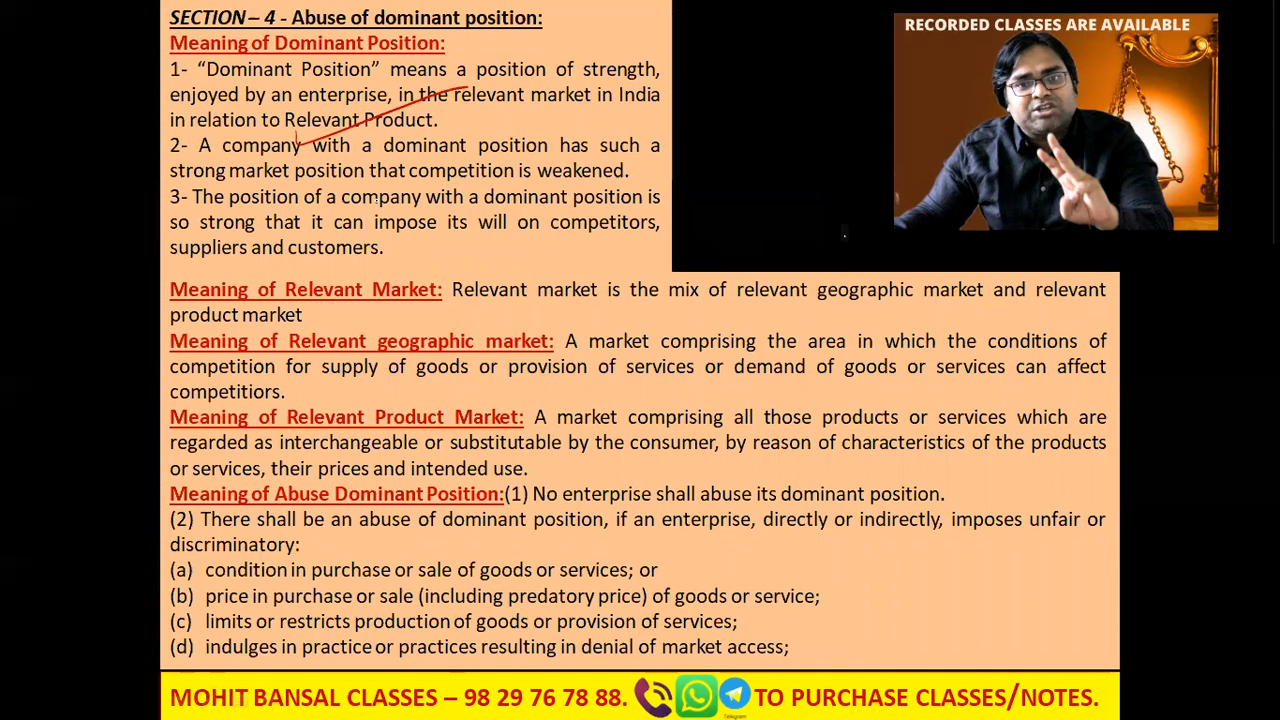 SECTION – 4 - Abuse of dominant position:
Meaning of Dominant Position:
1- “Dominant Position” means a position of strength,
enjoyed by an enterprise, in the relevant market in India
in relation to Relevant Product.
2- A company with a dominant position has such a
strong market position that competition is weakened.
3- The position of a company with a dominant position is
so strong that it can impose its will on competitors,
suppliers and customers.
RECORDED CLASSES ARE AVAILABLE
Meaning of Relevant Market: Relevant market is the mix of relevant geographic market and relevant
product market
Meaning of Relevant geographic market: A market comprising the area in which the conditions of
competition for supply of goods or provision of services or demand of goods or services can affect
competitiors.
Meaning of Relevant Product Market: A market comprising all those products or services which are
regarded as interchangeable or substitutable by the consumer, by reason of characteristics of the products
or services, their prices and intended use.
Meaning of Abuse Dominant Position:(1) No enterprise shall abuse its dominant position.
(2) There shall be an abuse of dominant position, if an enterprise, directly or indirectly, imposes unfair or
discriminatory:
(a) condition in purchase or sale of goods or services; or
(b) price in purchase or sale (including predatory price) of goods or service;
(c) limits or restricts production of goods or provision of services;
(d) indulges in practice or practices resulting in denial of market access;
MOHIT BANSAL CLASSES – 98 29 76 78 88. TO PURCHASE CLASSES/NOTES.
Telegram